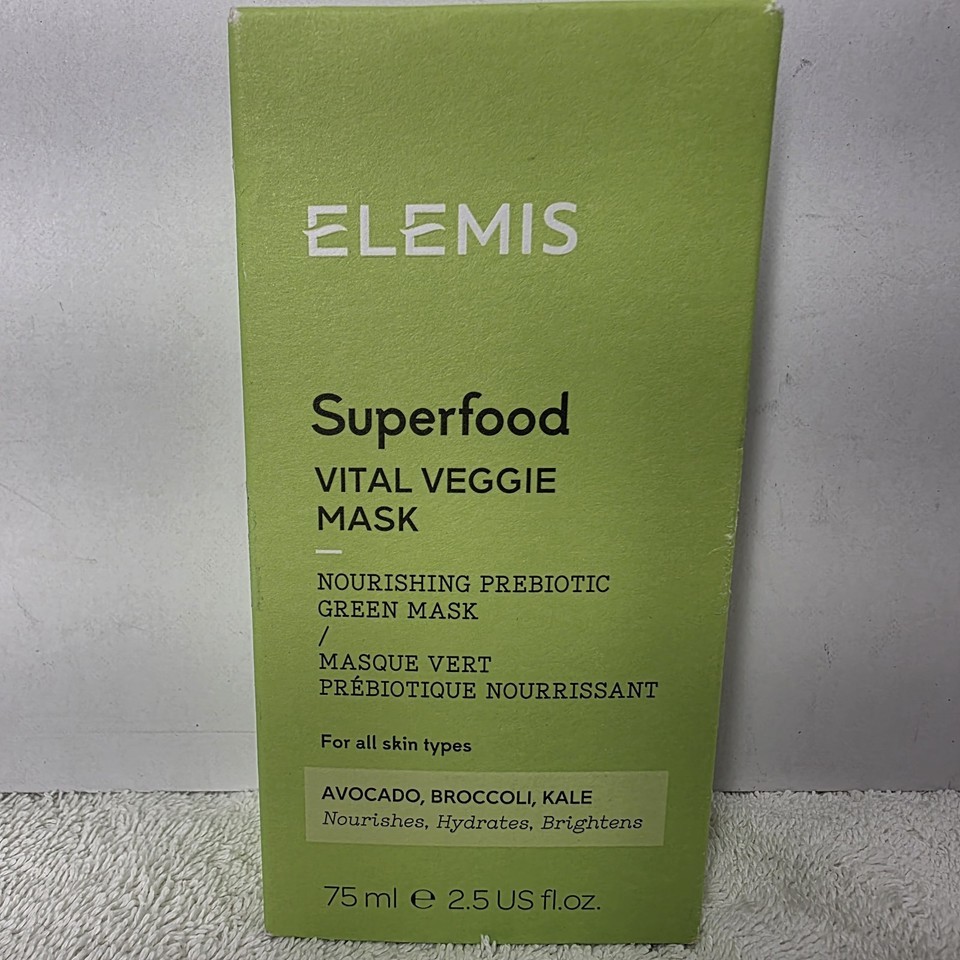 ELEMIS
Superfood
VITAL VEGGIE
MASK
NOURISHING PREBIOTIC
GREEN MASK
/
MASQUE VERT
PRÉBIOTIQUE NOURRISSANT
For all skin types
AVOCADO, BROCCOLI, KALE
Nourishes, Hydrates, Brightens
75 ml ℮ 2.5 US fl.oz.